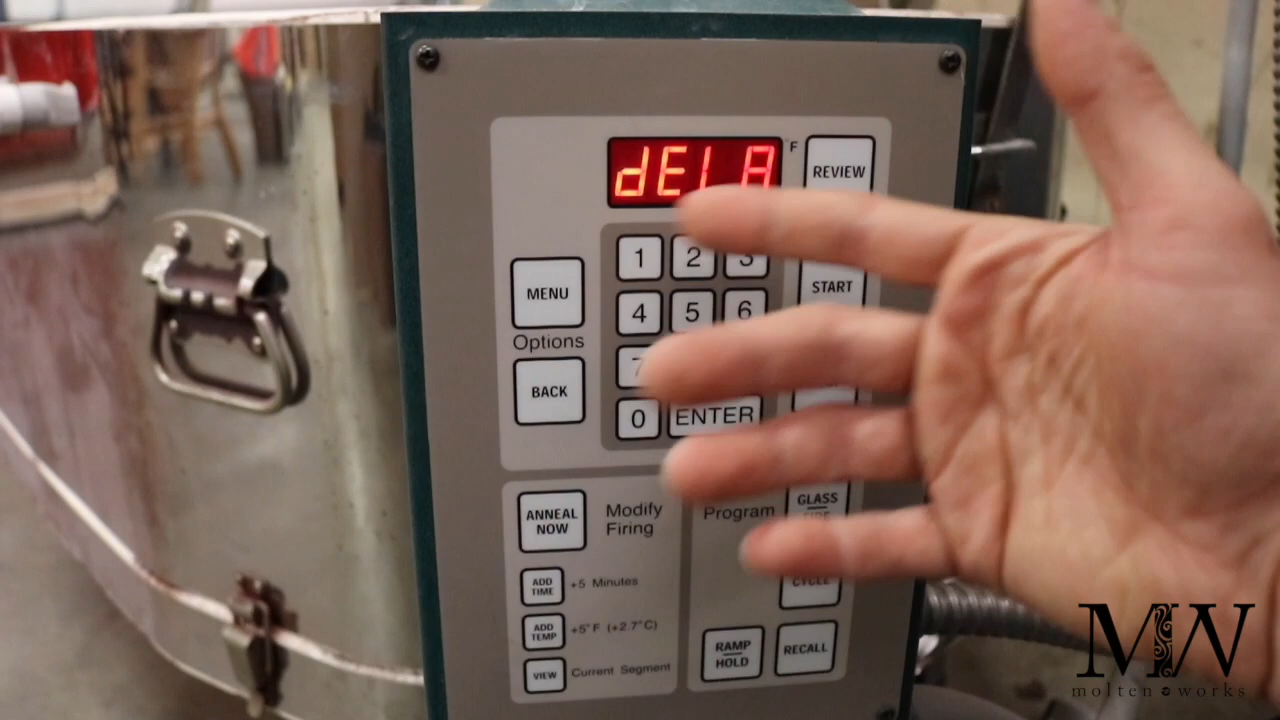 dELA
°F
REVIEW
1 2 3
START
MENU
4 5 6
Options
7
BACK
0 ENTER
ANNEAL
NOW
Modify
Firing
Program
GLASS
CYCLE
ADD
TIME
+5 Minutes
ADD
TEMP
+5°F (+2.7°C)
VIEW
Current Segment
RAMP
HOLD
RECALL
MW
molten works